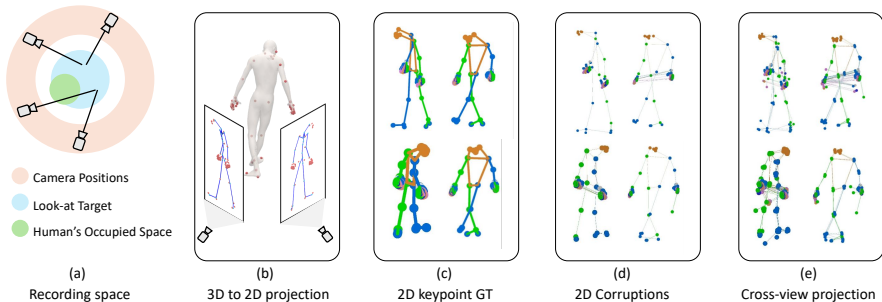 Camera Positions
Look-at Target
Human's Occupied Space
(a)
(b)
(c)
(d)
(e)
Recording space
3D to 2D projection
2D keypoint GT
2D Corruptions
Cross-view projection